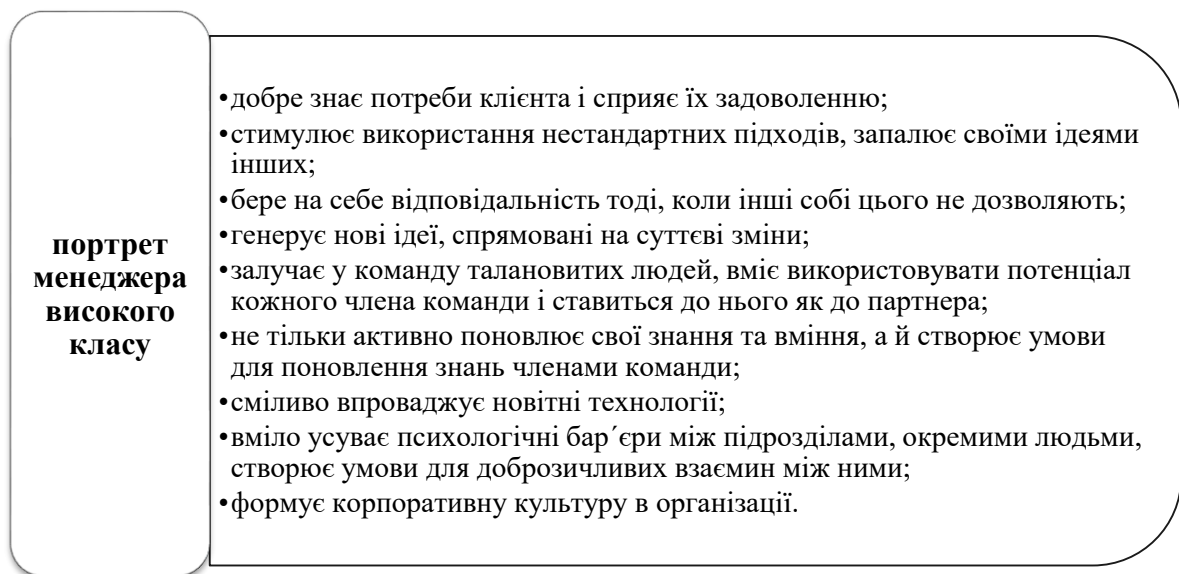 портрет
менеджера
високого
класу
•добре знає потреби клієнта і сприяє їх задоволенню;
•стимулює використання нестандартних підходів, запалює своїми ідеями
інших;
•бере на себе відповідальність тоді, коли інші собі цього не дозволяють;
•генерує нові ідеї, спрямовані на суттєві зміни;
•залучає у команду талановитих людей, вміє використовувати потенціал
кожного члена команди і ставиться до нього як до партнера;
•не тільки активно поновлює свої знання та вміння, а й створює умови
для поновлення знань членами команди;
•сміливо впроваджує новітні технології;
•вміло усуває психологічні бар´єри між підрозділами, окремими людьми,
створює умови для доброзичливих взаємин між ними;
•формує корпоративну культуру в організації.